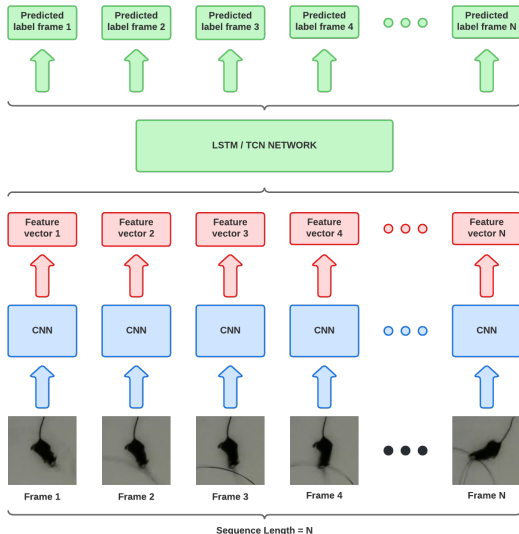 Predicted
label frame 1
Predicted
label frame 2
Predicted
label frame 3
Predicted
label frame 4
Predicted
label frame N
LSTM / TCN NETWORK
Feature
vector 1
Feature
vector 2
Feature
vector 3
Feature
vector 4
Feature
vector N
CNN
CNN
CNN
CNN
CNN
Frame 1
Frame 2
Frame 3
Frame 4
Frame N
Sequence Length = N